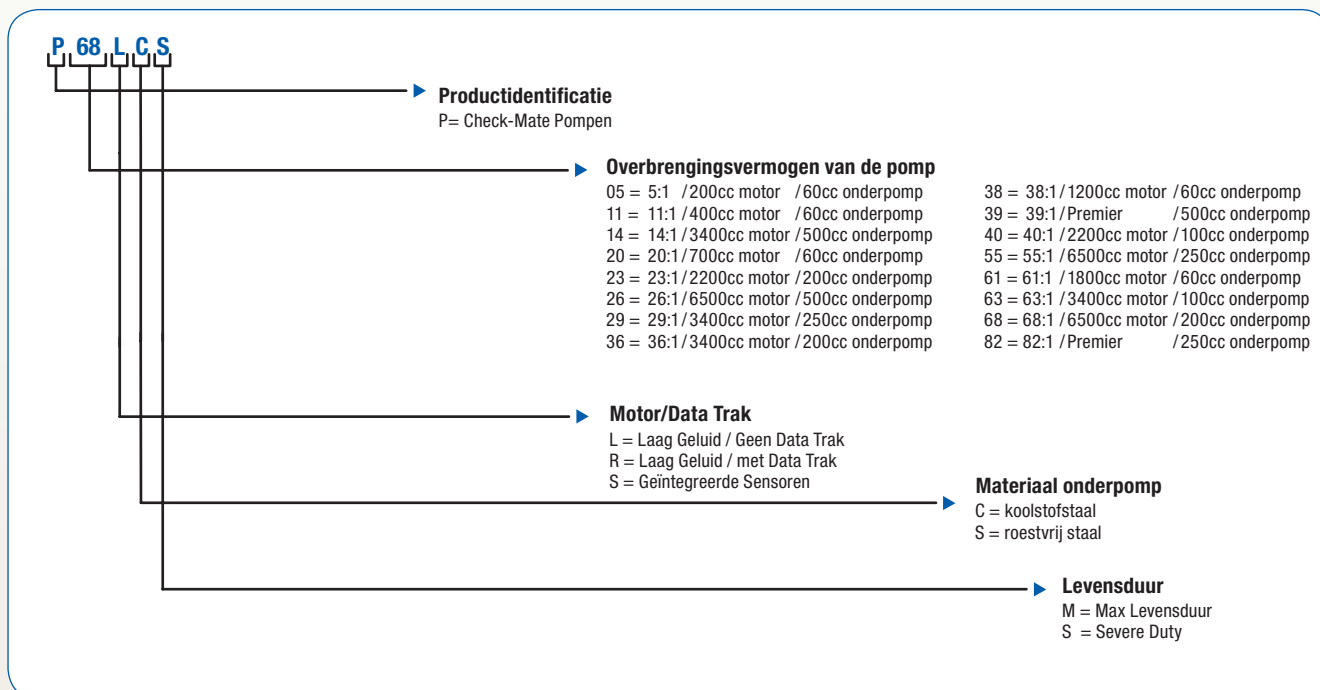 P 68 L C S
Productidentificatie
P= Check-Mate Pompen
Overbrengingsvermogen van de pomp
05 = 5:1 /200cc motor /60cc onderpomp
11 = 11:1 /400cc motor /60cc onderpomp
14 = 14:1 /3400cc motor /500cc onderpomp
20 = 20:1/700cc motor /60cc onderpomp
23 = 23:1/2200cc motor /200cc onderpomp
26 = 26:1/6500cc motor /500cc onderpomp
29 = 29:1/3400cc motor /250cc onderpomp
36 = 36:1/3400cc motor /200cc onderpomp
38 = 38:1/1200cc motor /60cc onderpomp
39 = 39:1/Premier /500cc onderpomp
40 = 40:1 /2200cc motor /100cc onderpomp
55 = 55:1 /6500cc motor /250cc onderpomp
61 = 61:1 /1800cc motor /60cc onderpomp
63 = 63:1 /3400cc motor /100cc onderpomp
68 = 68:1 /6500cc motor /200cc onderpomp
82 = 82:1 /Premier /250cc onderpomp
Motor/Data Trak
L = Laag Geluid / Geen Data Trak
R = Laag Geluid / met Data Trak
S = Geïntegreerde Sensoren
Materiaal onderpomp
C = koolstofstaal
S = roestvrij staal
Levensduur
M = Max Levensduur
S = Severe Duty